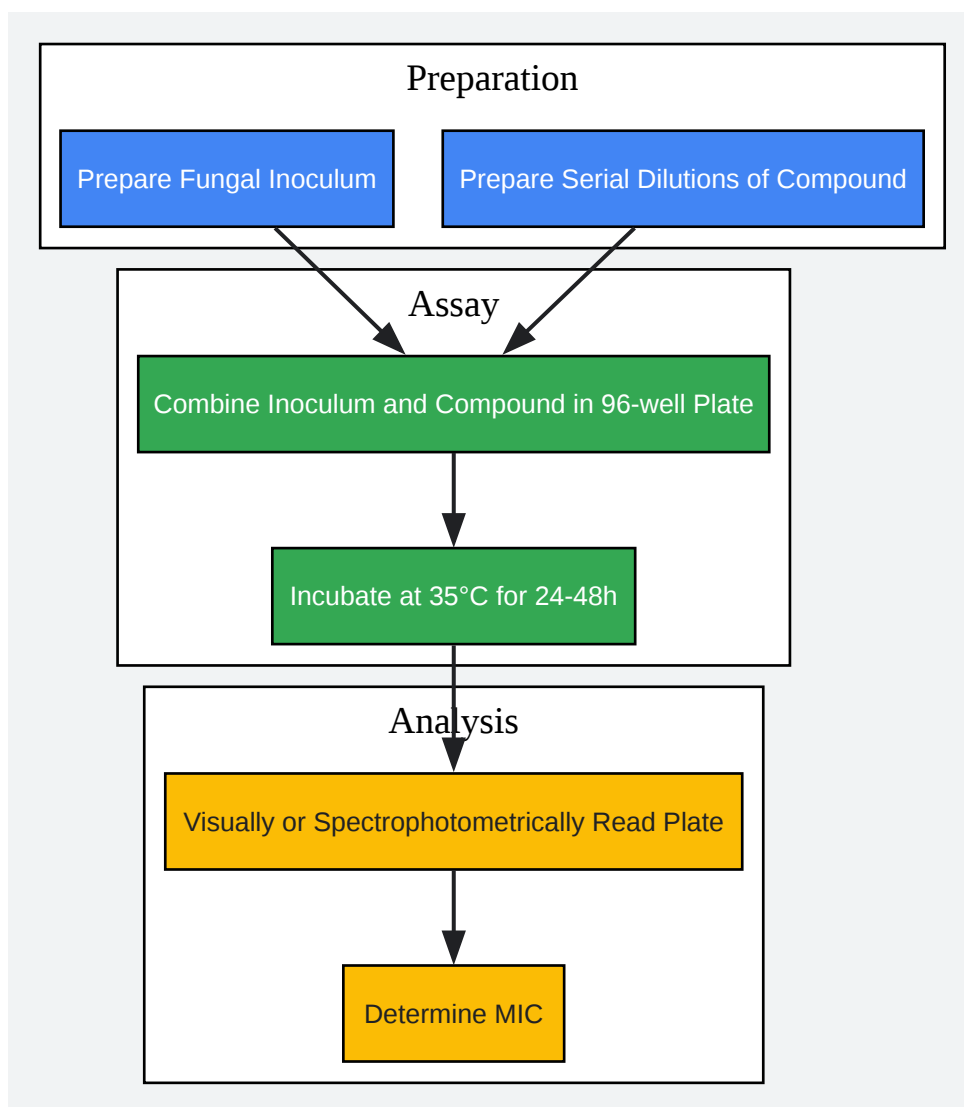 Preparation
Prepare Fungal Inoculum
Prepare Serial Dilutions of Compound
Assay
Combine Inoculum and Compound in 96-well Plate
Incubate at 35°C for 24-48h
Analysis
Visually or Spectrophotometrically Read Plate
Determine MIC